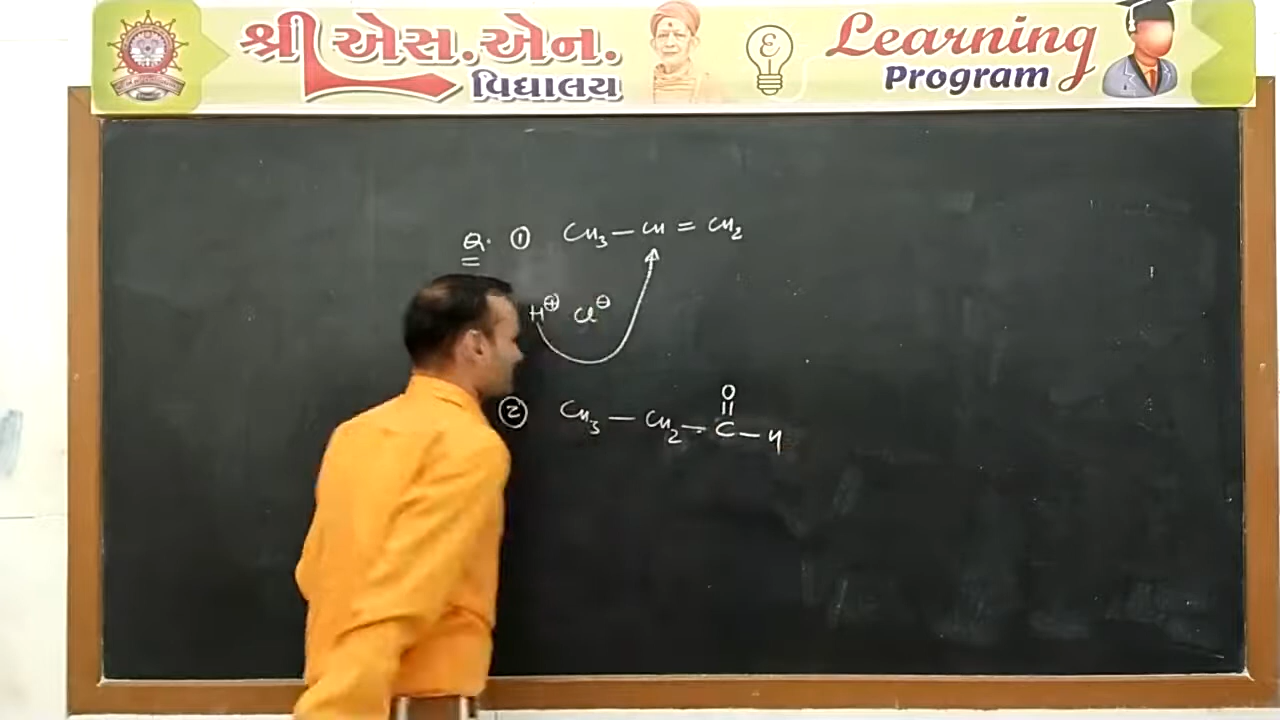 શ્રી એસ.એન.
વિદ્યાલય
Learning
Program
Q. ① CH₃ — CH = CH₂
H⊕ Cl⊖
O
② CH₃ — CH₂ — C — H